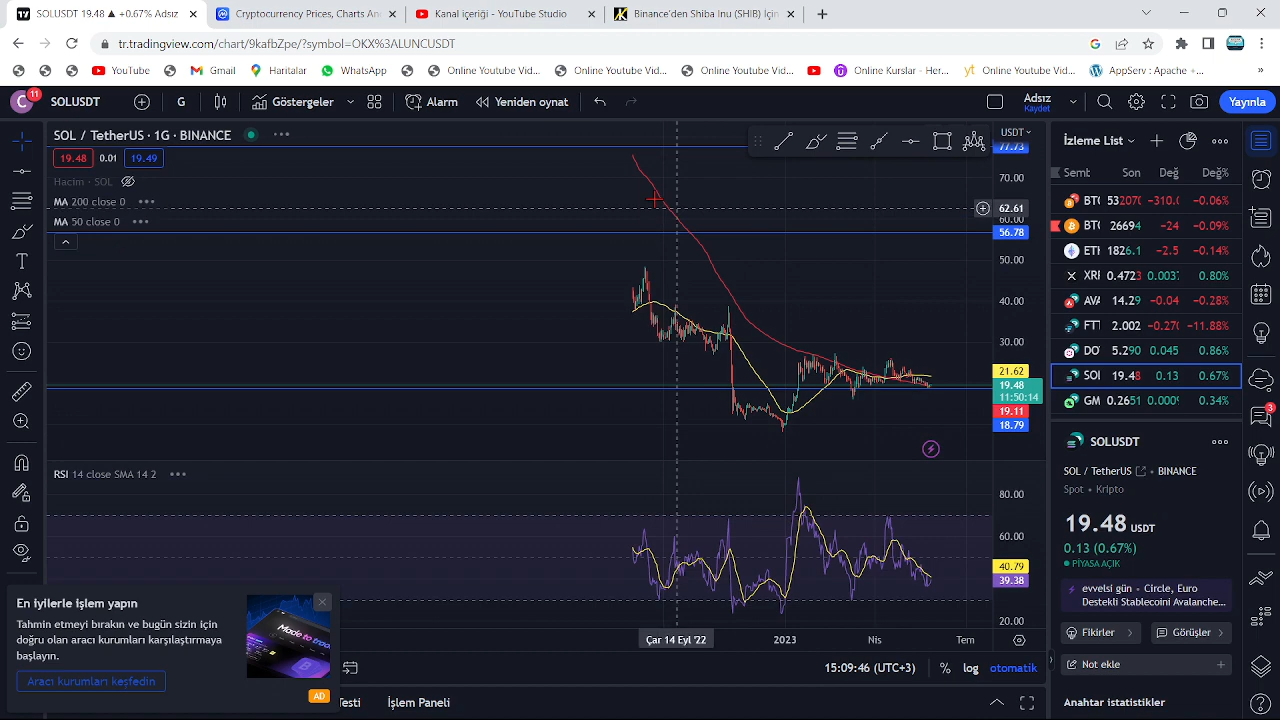 19.48 ▲ +0.67% Adsız
Cryptocurrency Prices, Charts An
Kanal içeriği - YouTube Studio
Binance'den Shiba Inu (SHIB) İçin
tr.tradingview.com/chart/9kafbZpe/?symbol=OKX%3ALUNCUSDT
YouTube
Gmail
Haritalar
WhatsApp
Online Youtube Vid...
Online Youtube Vid...
Online Youtube Vid...
Online Kurslar - Her...
Online Youtube Vid...
AppServ : Apache +...
C 11
SOLUSDT
G
Göstergeler
Alarm
Yeniden oynat
Adsız
Kaydet
Yayınla
SOL / TetherUS · 1G · BINANCE
19.48
0.01
19.49
Hacim - SOL
MA 200 close 0
MA 50 close 0
USDT
77.73
70.00
62.61
60.00
56.78
50.00
40.00
30.00
21.62
19.48
11:50:14
19.11
18.79
RSI 14 close SMA 14 2
80.00
60.00
40.79
39.38
20.00
Çar 14 Eyl '22
2023
Nis
Tem
15:09:46 (UTC+3)
%
log
otomatik
İşlem Paneli
En iyilerle işlem yapın
Tahmin etmeyi bırakın ve bugün sizin için
doğru olan aracı kurumları karşılaştırmaya
başlayın.
Aracı kurumları keşfedin
Made to trad
AD
İzleme List
Semb
Son
Değ
Değ%
BTC 532070 -310.0 -0.06%
BTC 26694 -24 -0.09%
ETH 1826.1 -2.5 -0.14%
XRI 0.4723 0.0037 0.80%
AVA 14.29 -0.04 -0.28%
FTT 2.002 -0.270 -11.88%
DO 5.290 0.045 0.86%
SOL 19.48 0.13 0.67%
GM 0.2651 0.0009 0.34%
SOLUSDT
SOL / TetherUS · BINANCE
Spot · Kripto
19.48 USDT
0.13 (0.67%)
PİYASA AÇIK
evvelsi gün - Circle, Euro
Destekli Stablecoini Avalanche...
Fikirler
Görüşler
Not ekle
Anahtar istatistikler
3